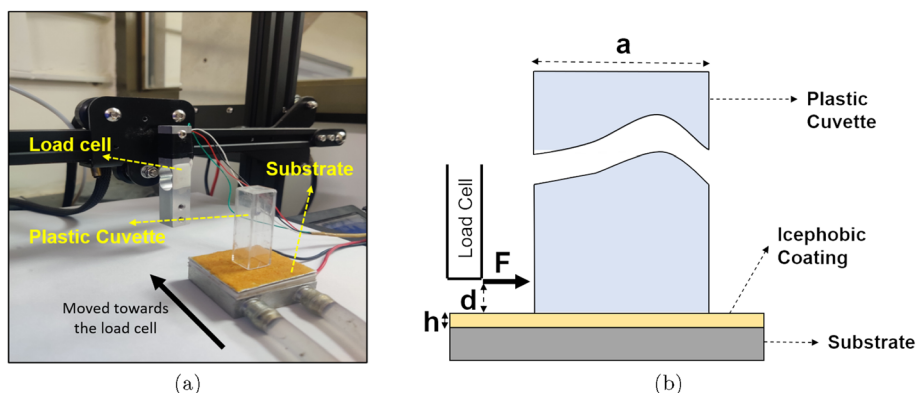 Load cell
Substrate
Plastic Cuvette
Moved towards
the load cell
(a)
a
Plastic
Cuvette
Load Cell
F
d
h
Icephobic
Coating
Substrate
(b)